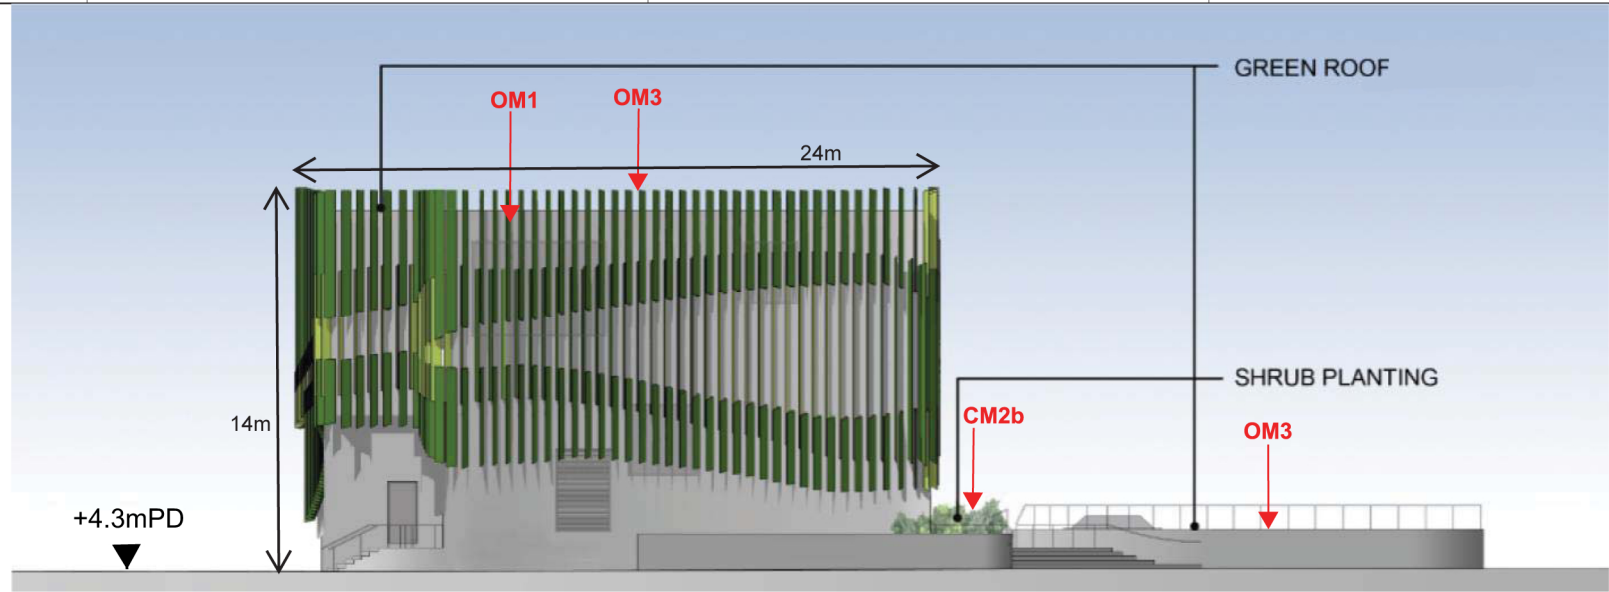 GREEN ROOF
OM1
OM3
24m
SHRUB PLANTING
14m
CM2b
OM3
+4.3mPD